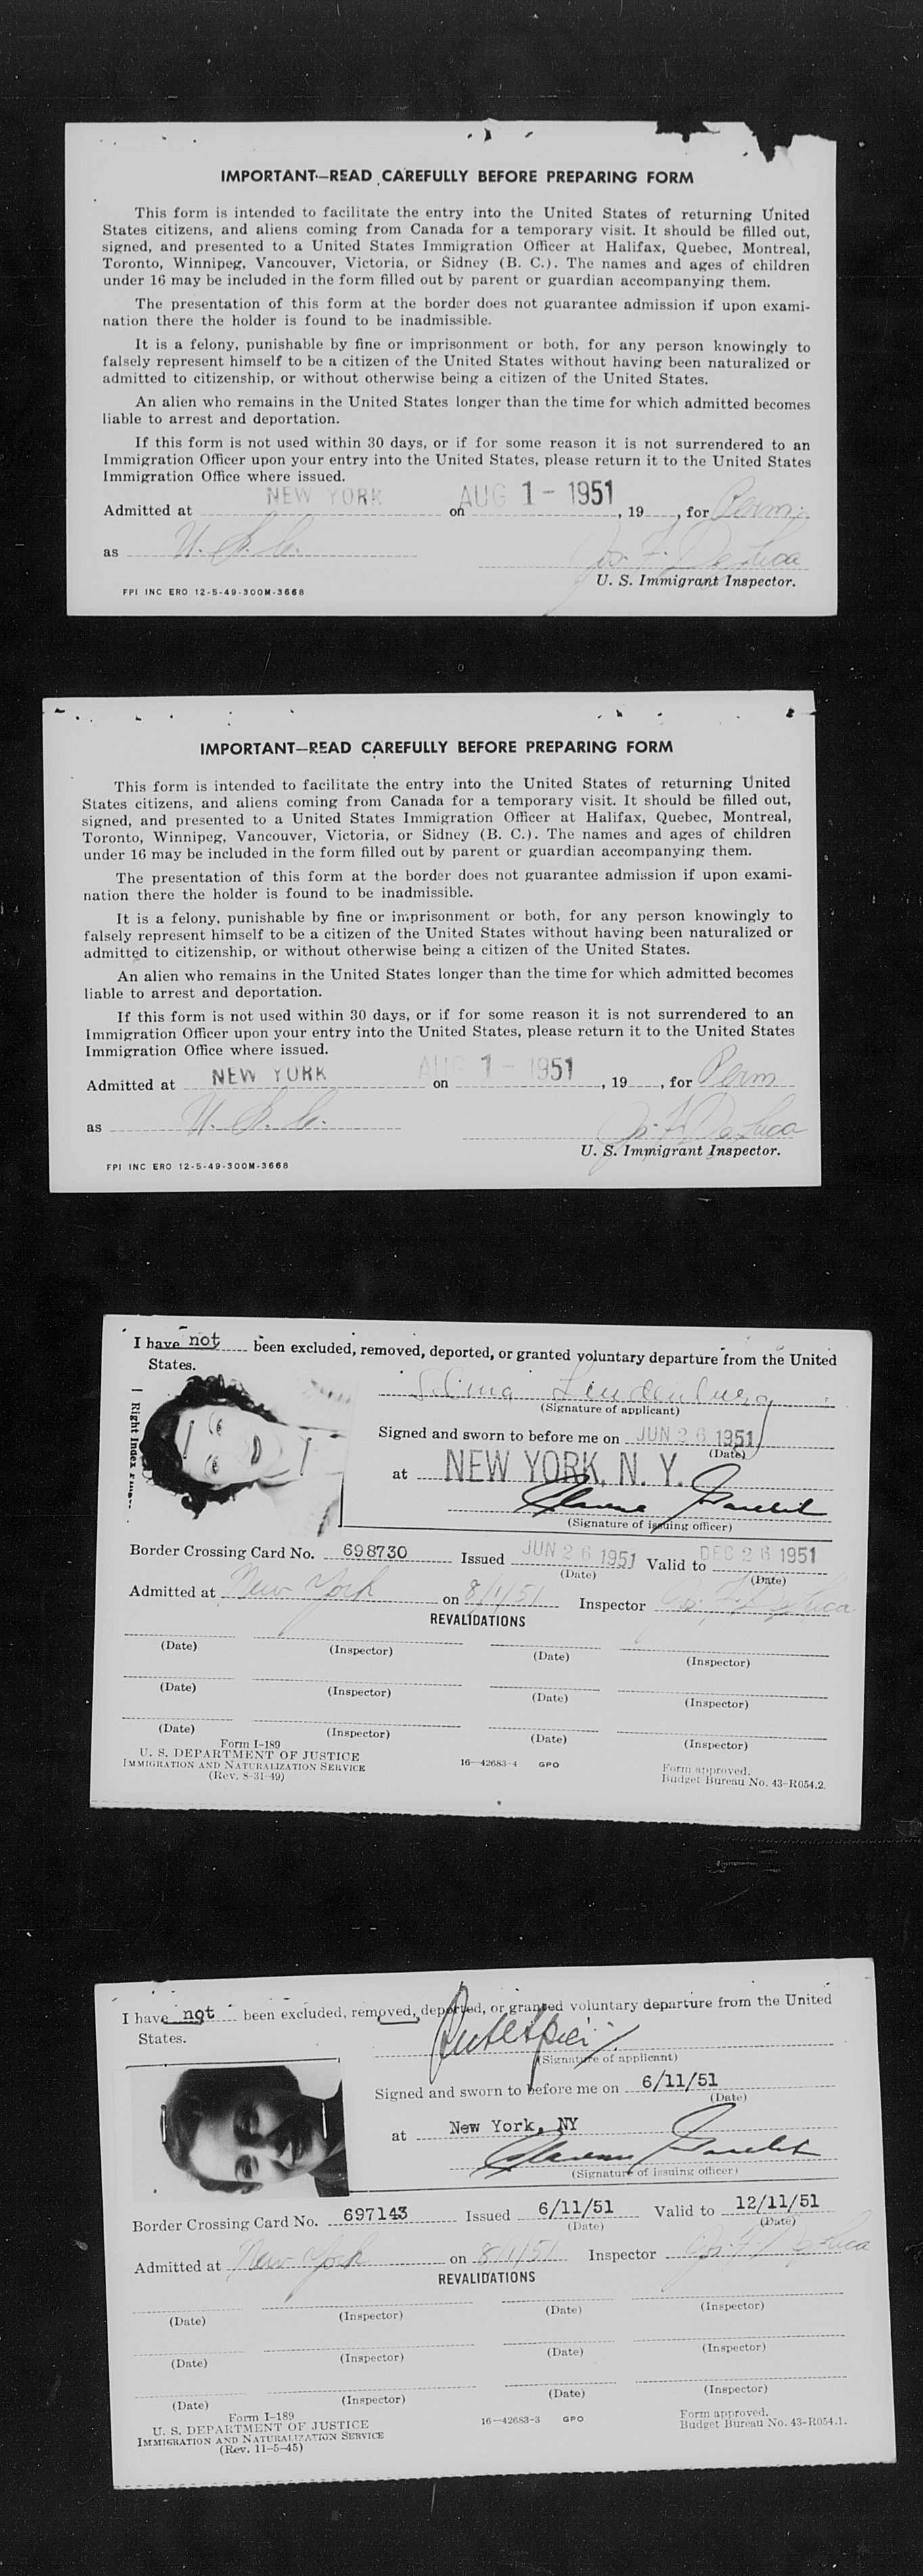 IMPORTANT—READ CAREFULLY BEFORE PREPARING FORM
This form is intended to facilitate the entry into the United States of returning United
States citizens, and aliens coming from Canada for a temporary visit. It should be filled out,
signed, and presented to a United States Immigration Officer at Halifax, Quebec, Montreal,
Toronto, Winnipeg, Vancouver, Victoria, or Sidney (B. C.). The names and ages of children
under 16 may be included in the form filled out by parent or guardian accompanying them.
The presentation of this form at the border does not guarantee admission if upon exami-
nation there the holder is found to be inadmissible.
It is a felony, punishable by fine or imprisonment or both, for any person knowingly to
falsely represent himself to be a citizen of the United States without having been naturalized or
admitted to citizenship, or without otherwise being a citizen of the United States.
An alien who remains in the United States longer than the time for which admitted becomes
liable to arrest and deportation.
If this form is not used within 30 days, or if for some reason it is not surrendered to an
Immigration Officer upon your entry into the United States, please return it to the United States
Immigration Office where issued.
Admitted at NEW YORK on AUG 1 - 1951, 19, for Perm.
as U. S. C. Jos. F. DeLuca
U. S. Immigrant Inspector.
FPI INC ERO 12-5-49-300M-3668
IMPORTANT—READ CAREFULLY BEFORE PREPARING FORM
This form is intended to facilitate the entry into the United States of returning United
States citizens, and aliens coming from Canada for a temporary visit. It should be filled out,
signed, and presented to a United States Immigration Officer at Halifax, Quebec, Montreal,
Toronto, Winnipeg, Vancouver, Victoria, or Sidney (B. C.). The names and ages of children
under 16 may be included in the form filled out by parent or guardian accompanying them.
The presentation of this form at the border does not guarantee admission if upon exami-
nation there the holder is found to be inadmissible.
It is a felony, punishable by fine or imprisonment or both, for any person knowingly to
falsely represent himself to be a citizen of the United States without having been naturalized or
admitted to citizenship, or without otherwise being a citizen of the United States.
An alien who remains in the United States longer than the time for which admitted becomes
liable to arrest and deportation.
If this form is not used within 30 days, or if for some reason it is not surrendered to an
Immigration Officer upon your entry into the United States, please return it to the United States
Immigration Office where issued.
Admitted at NEW YORK on AUG 1 - 1951, 19, for Perm
as U. S. C. Jos. F. DeLuca
U. S. Immigrant Inspector.
FPI INC ERO 12-5-49-300M-3668
I have not been excluded, removed, deported, or granted voluntary departure from the United
States.
Right Index
(Signature of applicant)
Signed and sworn to before me on JUN 26 1951
(Date)
at NEW YORK, N. Y.
(Signature of issuing officer)
Border Crossing Card No. 698730 Issued JUN 26 1951 Valid to DEC 26 1951
(Date) (Date)
Admitted at New York on 8/1/51 Inspector Jos. F. DeLuca
REVALIDATIONS
(Date) (Inspector) (Date) (Inspector)
(Date) (Inspector) (Date) (Inspector)
(Date) (Inspector) (Date) (Inspector)
Form I-189
U. S. DEPARTMENT OF JUSTICE
IMMIGRATION AND NATURALIZATION SERVICE
(Rev. 8-31-49)
16—42683-4 GPO
Form approved.
Budget Bureau No. 43-R054.2.
I have not been excluded, removed, deported, or granted voluntary departure from the United
States.
(Signature of applicant)
Signed and sworn to before me on 6/11/51
(Date)
at New York, NY
(Signature of issuing officer)
Border Crossing Card No. 697143 Issued 6/11/51 Valid to 12/11/51
(Date) (Date)
Admitted at New York on 8/1/51 Inspector Jos. F. DeLuca
REVALIDATIONS
(Date) (Inspector) (Date) (Inspector)
(Date) (Inspector) (Date) (Inspector)
(Date) (Inspector) (Date) (Inspector)
Form I-189
U. S. DEPARTMENT OF JUSTICE
IMMIGRATION AND NATURALIZATION SERVICE
(Rev. 11-5-45)
16—42683-3 GPO
Form approved.
Budget Bureau No. 43-R054.1.